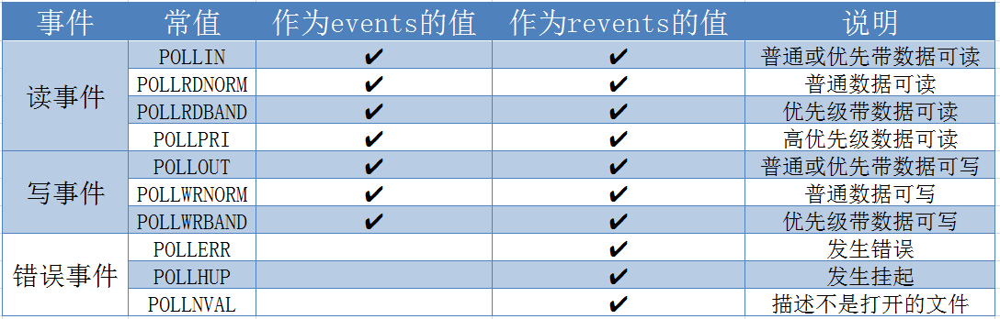 事件 常值 作为events的值 作为revents的值 说明
读事件 POLLIN ✔ ✔ 普通或优先带数据可读
POLLRDNORM ✔ ✔ 普通数据可读
POLLRDBAND ✔ ✔ 优先级带数据可读
POLLPRI ✔ ✔ 高优先级数据可读
写事件 POLLOUT ✔ ✔ 普通或优先带数据可写
POLLWRNORM ✔ ✔ 普通数据可写
POLLWRBAND ✔ ✔ 优先级带数据可写
错误事件 POLLERR ✔ 发生错误
POLLHUP ✔ 发生挂起
POLLNVAL ✔ 描述不是打开的文件